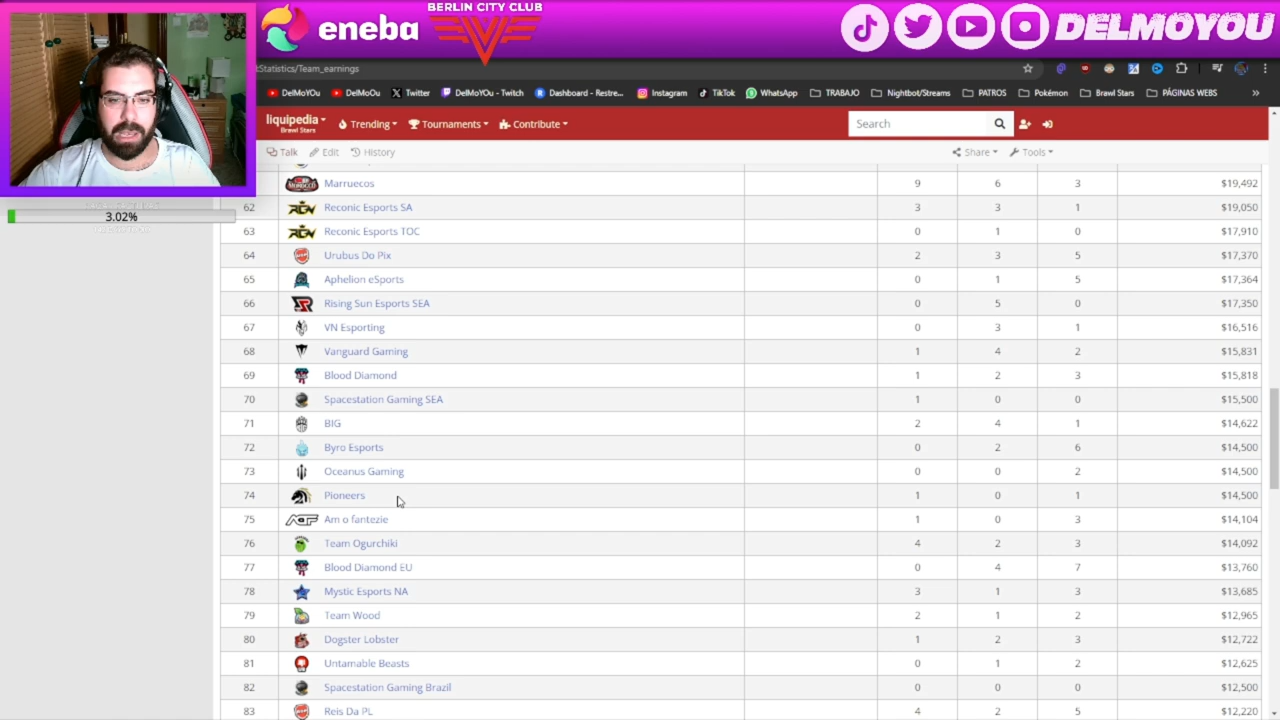 BERLIN CITY CLUB
eneba
DELMOYOU
:Statistics/Team_earnings
DelMoYOu DelMoOu Twitter DelMoYOu - Twitch Dashboard - Restre... Instagram TikTok WhatsApp TRABAJO Nightbot/Streams PATROS Pokémon Brawl Stars PÁGINAS WEBS »
liquipedia Brawl Stars Trending Tournaments Contribute Search
Talk Edit History Share Tools
Marruecos 9 6 3 $19,492
62 Reconic Esports SA 3 3 1 $19,050
63 Reconic Esports TOC 0 1 0 $17,910
64 Urubus Do Pix 2 3 5 $17,370
65 Aphelion eSports 0 1 5 $17,364
66 Rising Sun Esports SEA 0 5 0 $17,350
67 VN Esporting 0 3 1 $16,516
68 Vanguard Gaming 1 4 2 $15,831
69 Blood Diamond 1 2 3 $15,818
70 Spacestation Gaming SEA 1 0 0 $15,500
71 BIG 2 4 1 $14,622
72 Byro Esports 0 2 6 $14,500
73 Oceanus Gaming 0 0 2 $14,500
74 Pioneers 1 0 1 $14,500
75 Am o fantezie 1 0 3 $14,104
76 Team Ogurchiki 4 2 3 $14,092
77 Blood Diamond EU 0 4 7 $13,760
78 Mystic Esports NA 3 1 3 $13,685
79 Team Wood 2 2 2 $12,965
80 Dogster Lobster 1 2 3 $12,722
81 Untamable Beasts 0 1 2 $12,625
82 Spacestation Gaming Brazil 0 0 0 $12,500
83 Reis Da PL 4 2 5 $12,220
3.02%